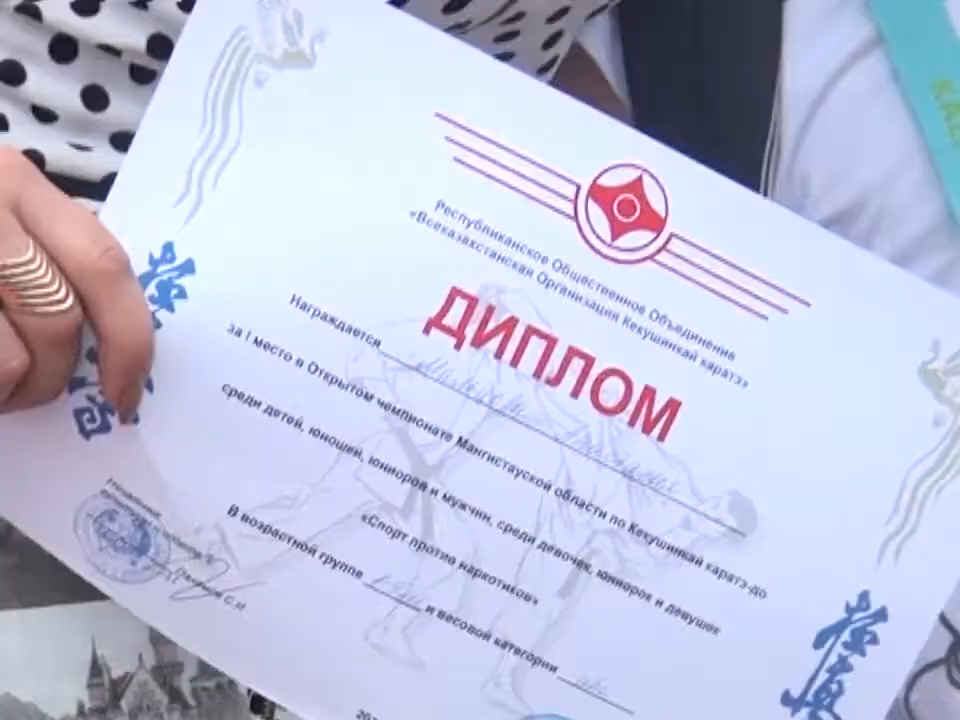 Республиканское Общественное Объединение
«Всеказахстанская Организация Кекушинкай каратэ»
ДИПЛОМ
Награждается
за I место в Открытом чемпионате Мангистауской области по Кекушинкай каратэ-до
среди детей, юношей, юниоров и мужчин, среди девочек, юниорок и девушек
«Спорт против наркотиков»
В возрастной группе и весовой категории